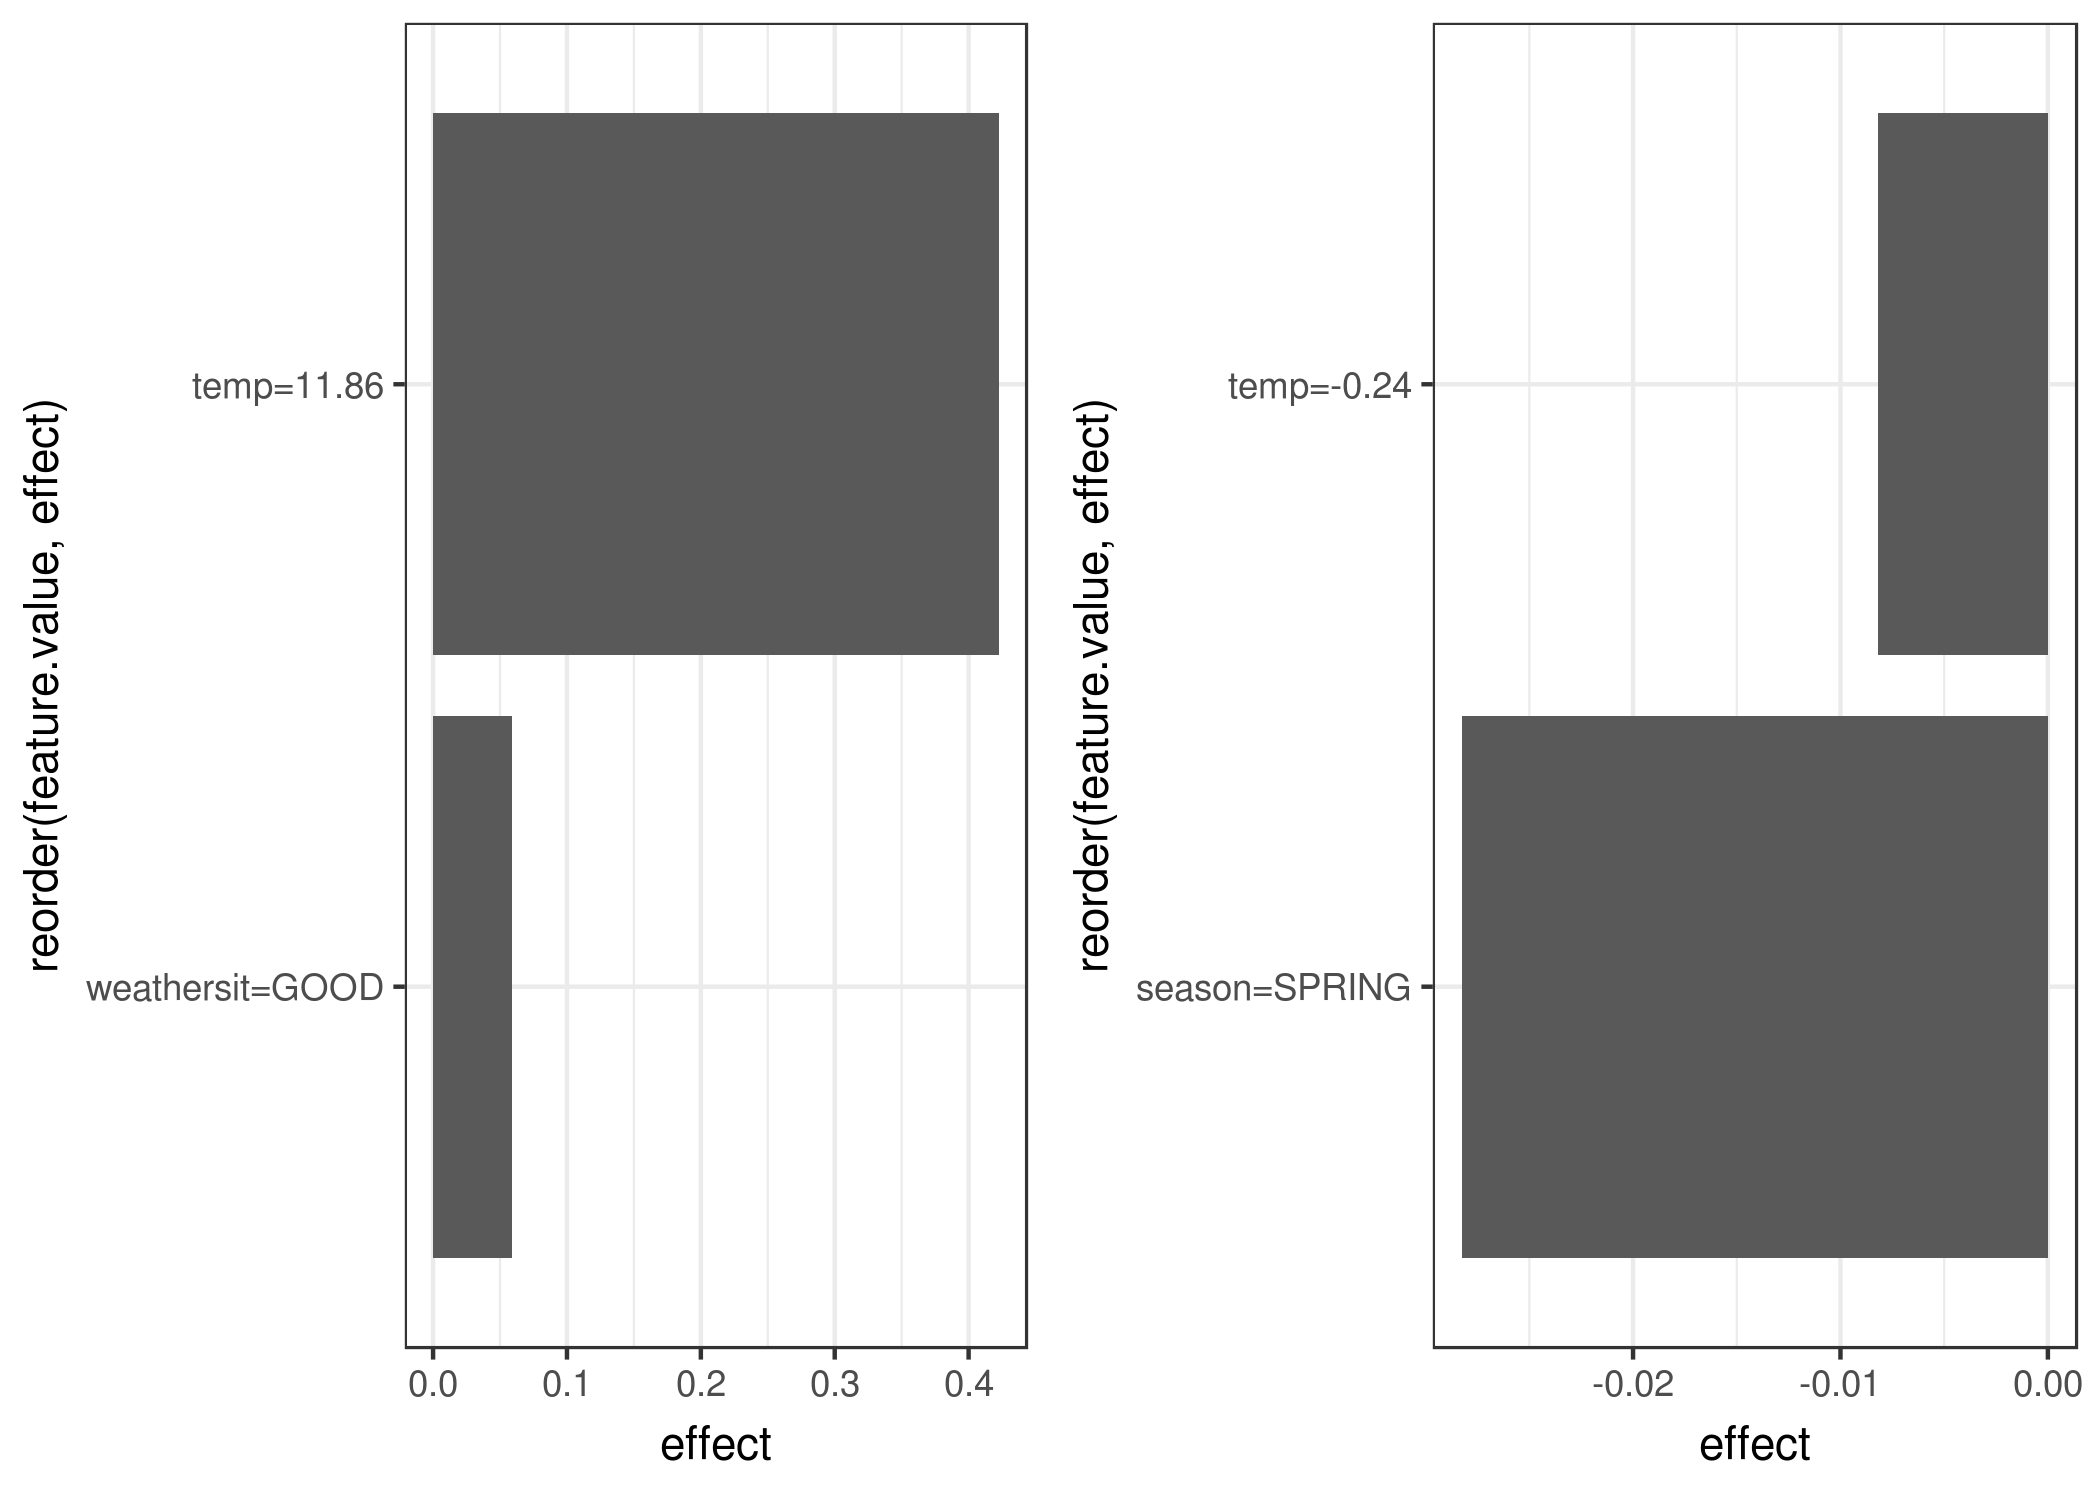 reorder(feature.value, effect)
temp=11.86
weathersit=GOOD
0.0 0.1 0.2 0.3 0.4
effect
reorder(feature.value, effect)
temp=-0.24
season=SPRING
-0.02 -0.01 0.00
effect